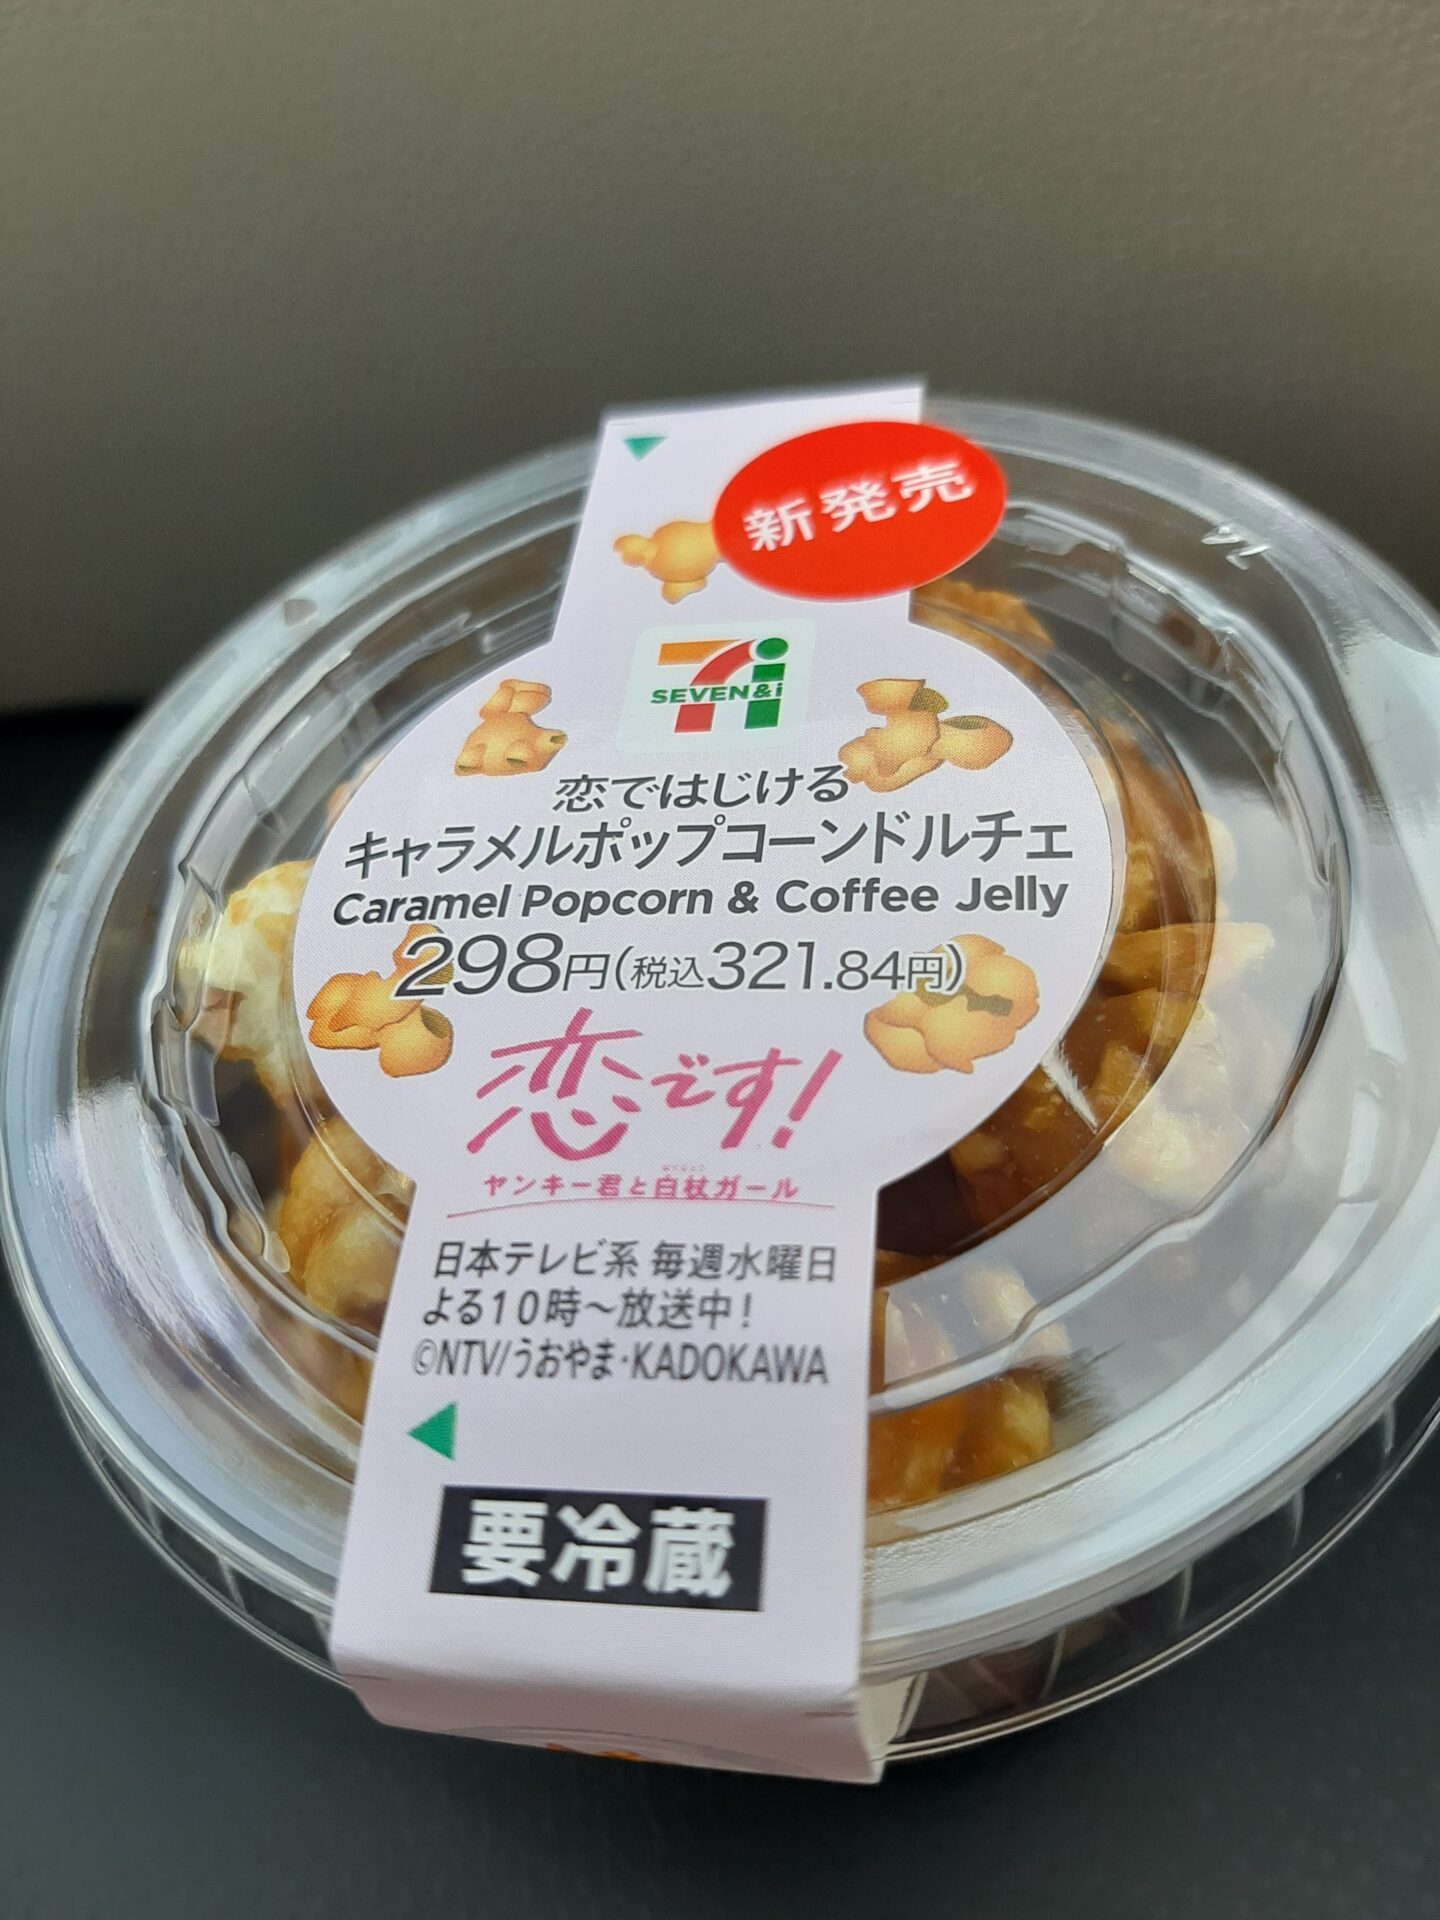 新発売
SEVEN&i
恋ではじける
キャラメルポップコーンドルチェ
Caramel Popcorn & Coffee Jelly
298円(税込321.84円)
恋です!
ヤンキー君と白杖ガール
日本テレビ系 毎週水曜日
よる10時～放送中!
©NTV/うおやま・KADOKAWA
要冷蔵